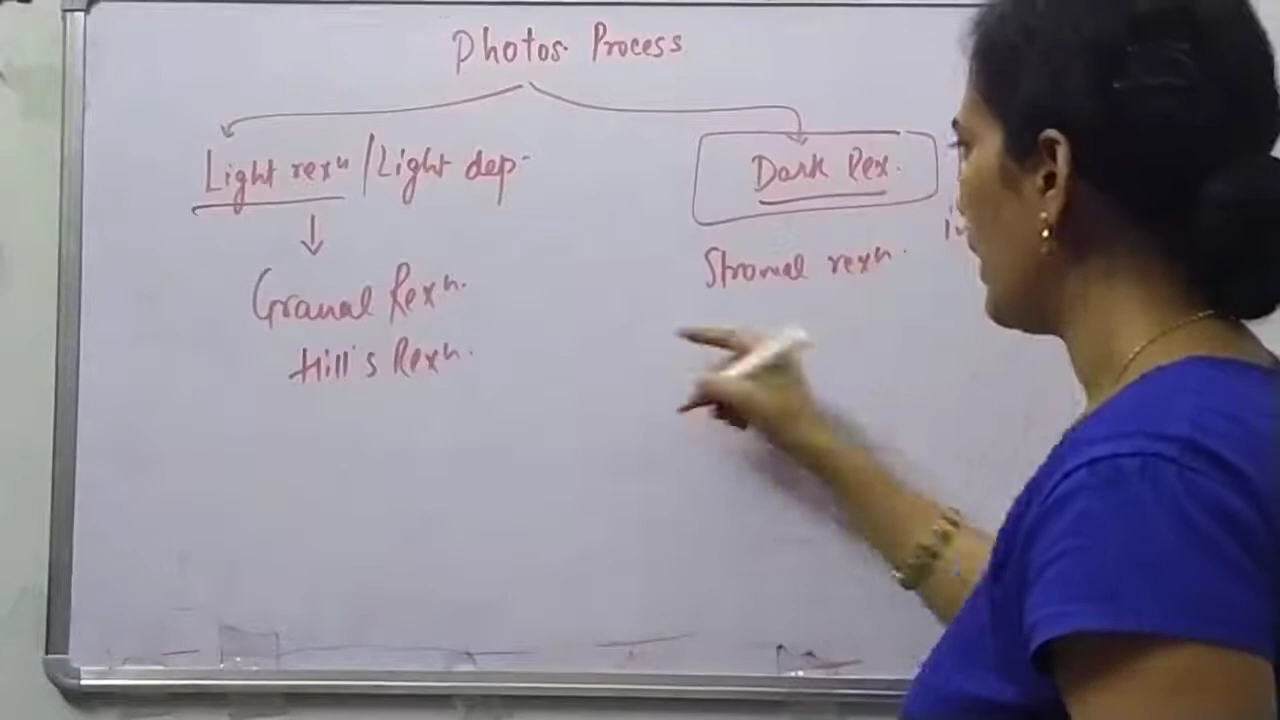 Photos. Process
Light rexn / Light dep.
Dark Rex.
Granal Rexn.
Stromal rexn.
Hill's Rexn.